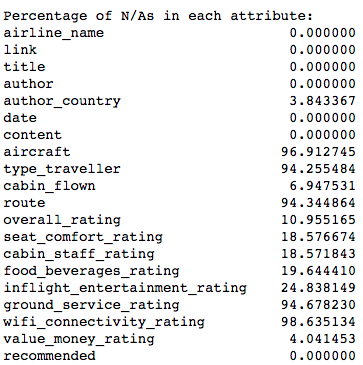 Percentage of N/As in each attribute:
airline_name 0.000000
link 0.000000
title 0.000000
author 0.000000
author_country 3.843367
date 0.000000
content 0.000000
aircraft 96.912745
type_traveller 94.255484
cabin_flown 6.947531
route 94.344864
overall_rating 10.955165
seat_comfort_rating 18.576674
cabin_staff_rating 18.571843
food_beverages_rating 19.644410
inflight_entertainment_rating 24.838149
ground_service_rating 94.678230
wifi_connectivity_rating 98.635134
value_money_rating 4.041453
recommended 0.000000